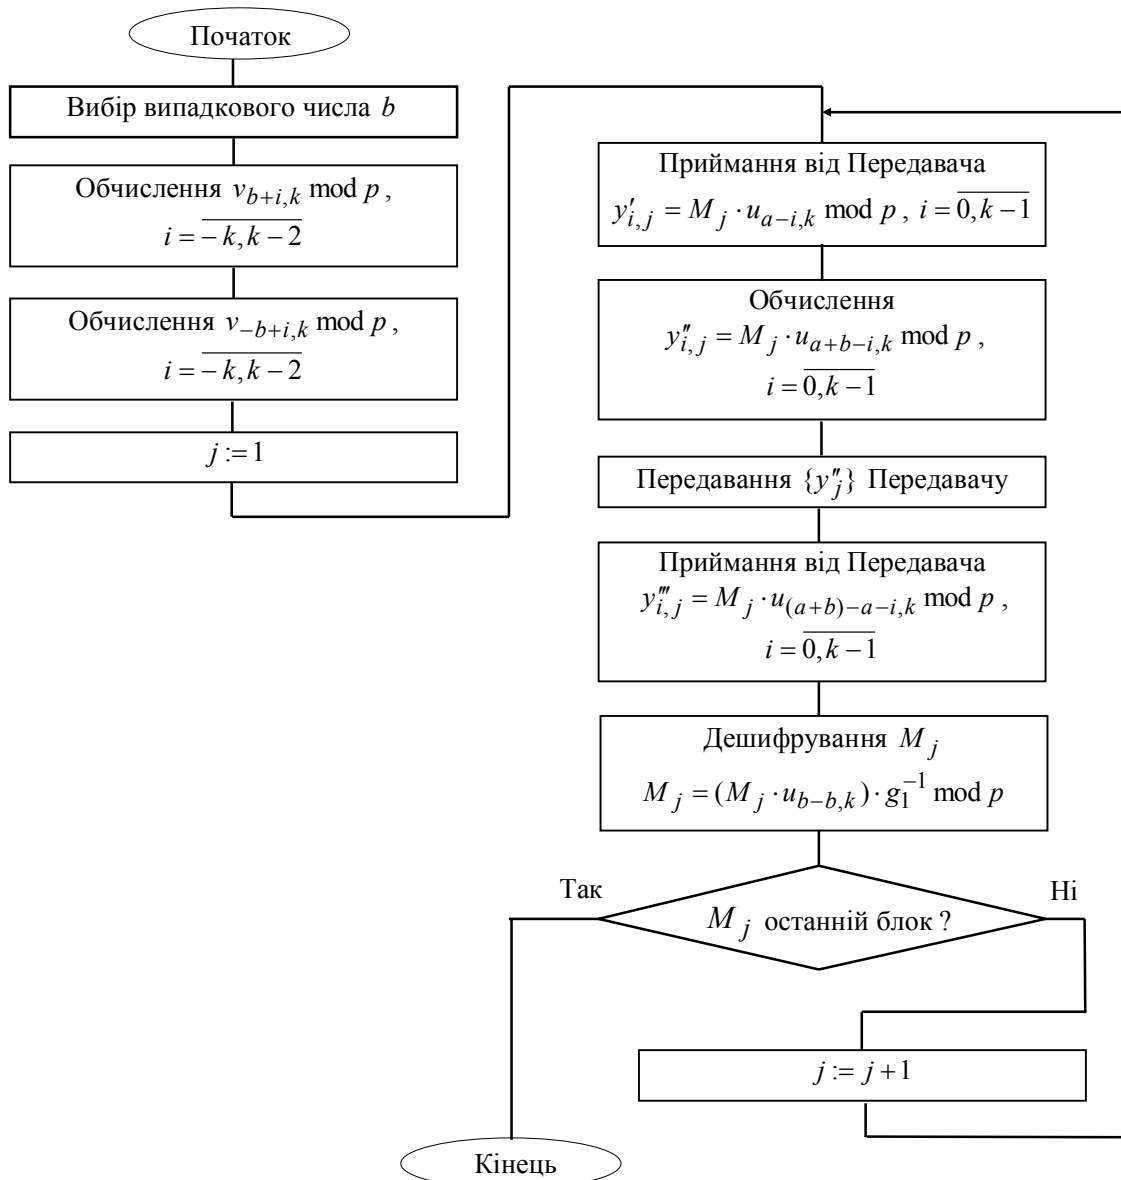 Початок
Вибір випадкового числа b
Обчислення v_{b+i,k} mod p ,
i = \overline{-k, k-2}
Обчислення v_{-b+i,k} mod p ,
i = \overline{-k, k-2}
j := 1
Приймання від Передавача
y′_{i,j} = M_j · u_{a-i,k} mod p , i = \overline{0, k-1}
Обчислення
y″_{i,j} = M_j · u_{a+b-i,k} mod p ,
i = \overline{0, k-1}
Передавання {y″_j} Передавачу
Приймання від Передавача
y‴_{i,j} = M_j · u_{(a+b)-a-i,k} mod p ,
i = \overline{0, k-1}
Дешифрування M_j
M_j = (M_j · u_{b-b,k}) · g_1^{-1} mod p
Так
Ні
M_j останній блок ?
j := j + 1
Кінець